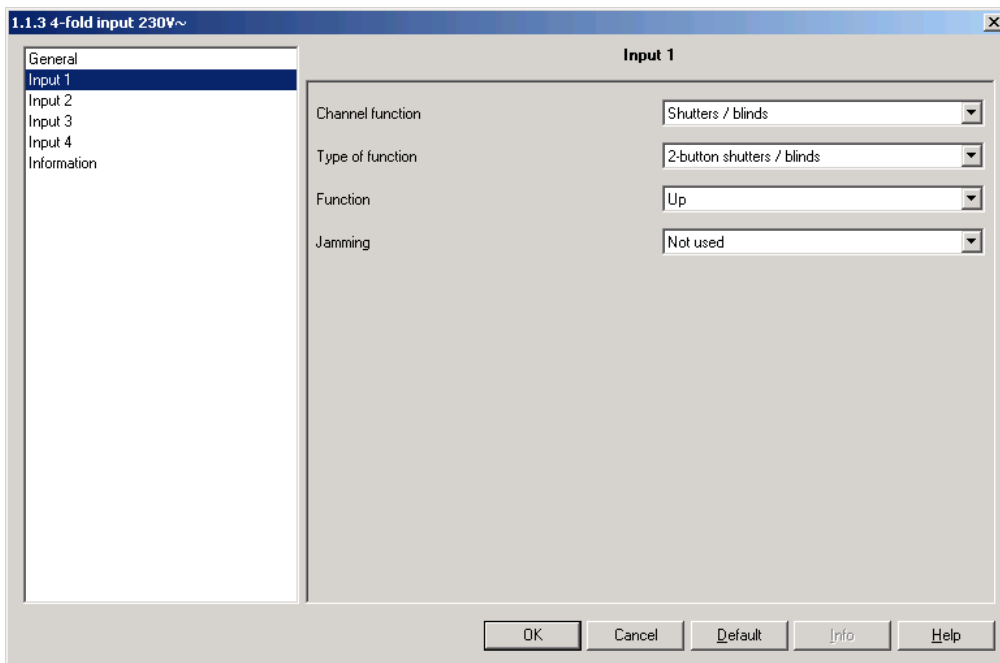 1.1.3 4-fold input 230V~
General
Input 1
Input 2
Input 3
Input 4
Information
Input 1
Channel function Shutters / blinds
Type of function 2-button shutters / blinds
Function Up
Jamming Not used
OK Cancel Default Info Help